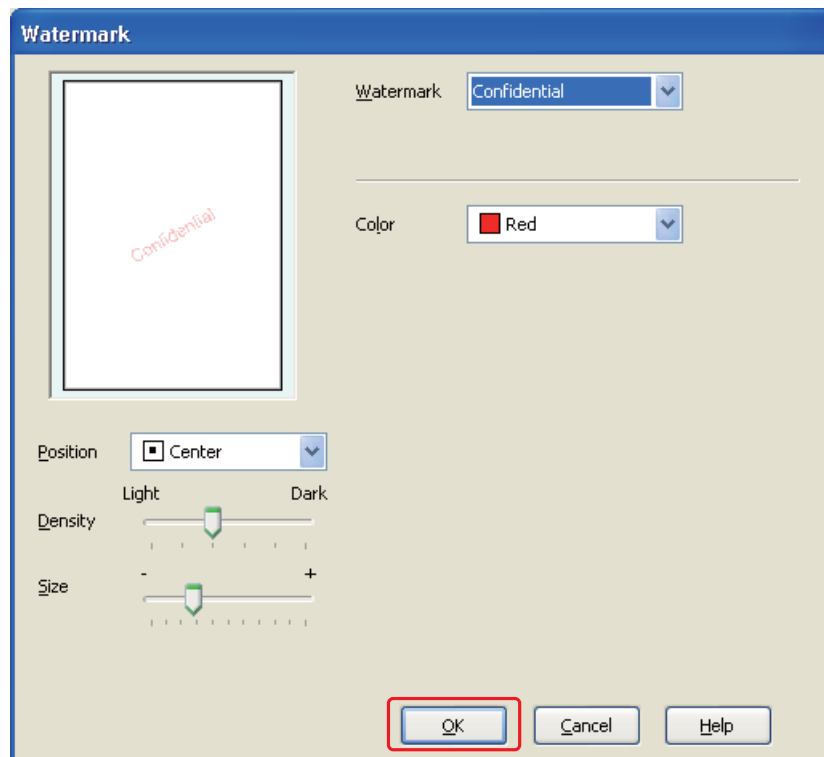 Watermark
Watermark Confidential
Confidential
Color Red
Position Center
Light Dark
Density
- +
Size
OK Cancel Help